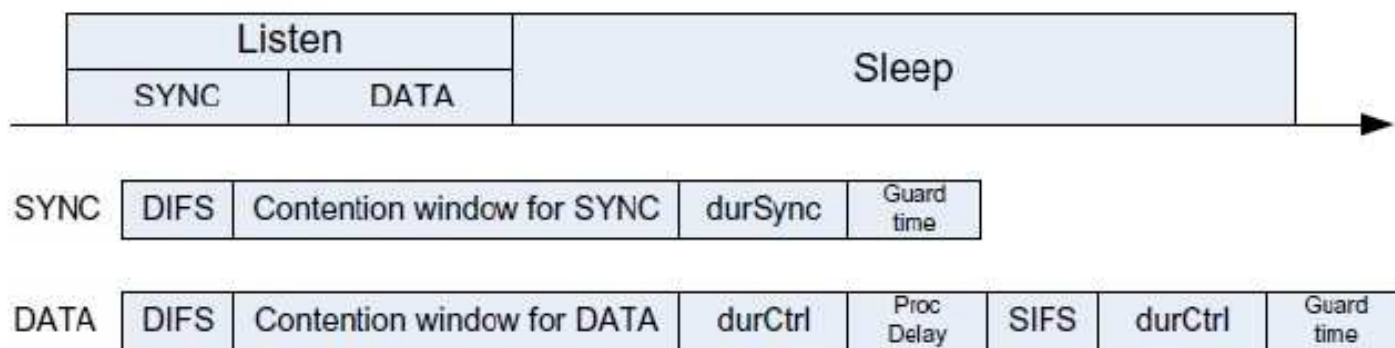 Listen
Sleep
SYNC DATA
SYNC DIFS Contention window for SYNC durSync Guard time
DATA DIFS Contention window for DATA durCtrl Proc Delay SIFS durCtrl Guard time